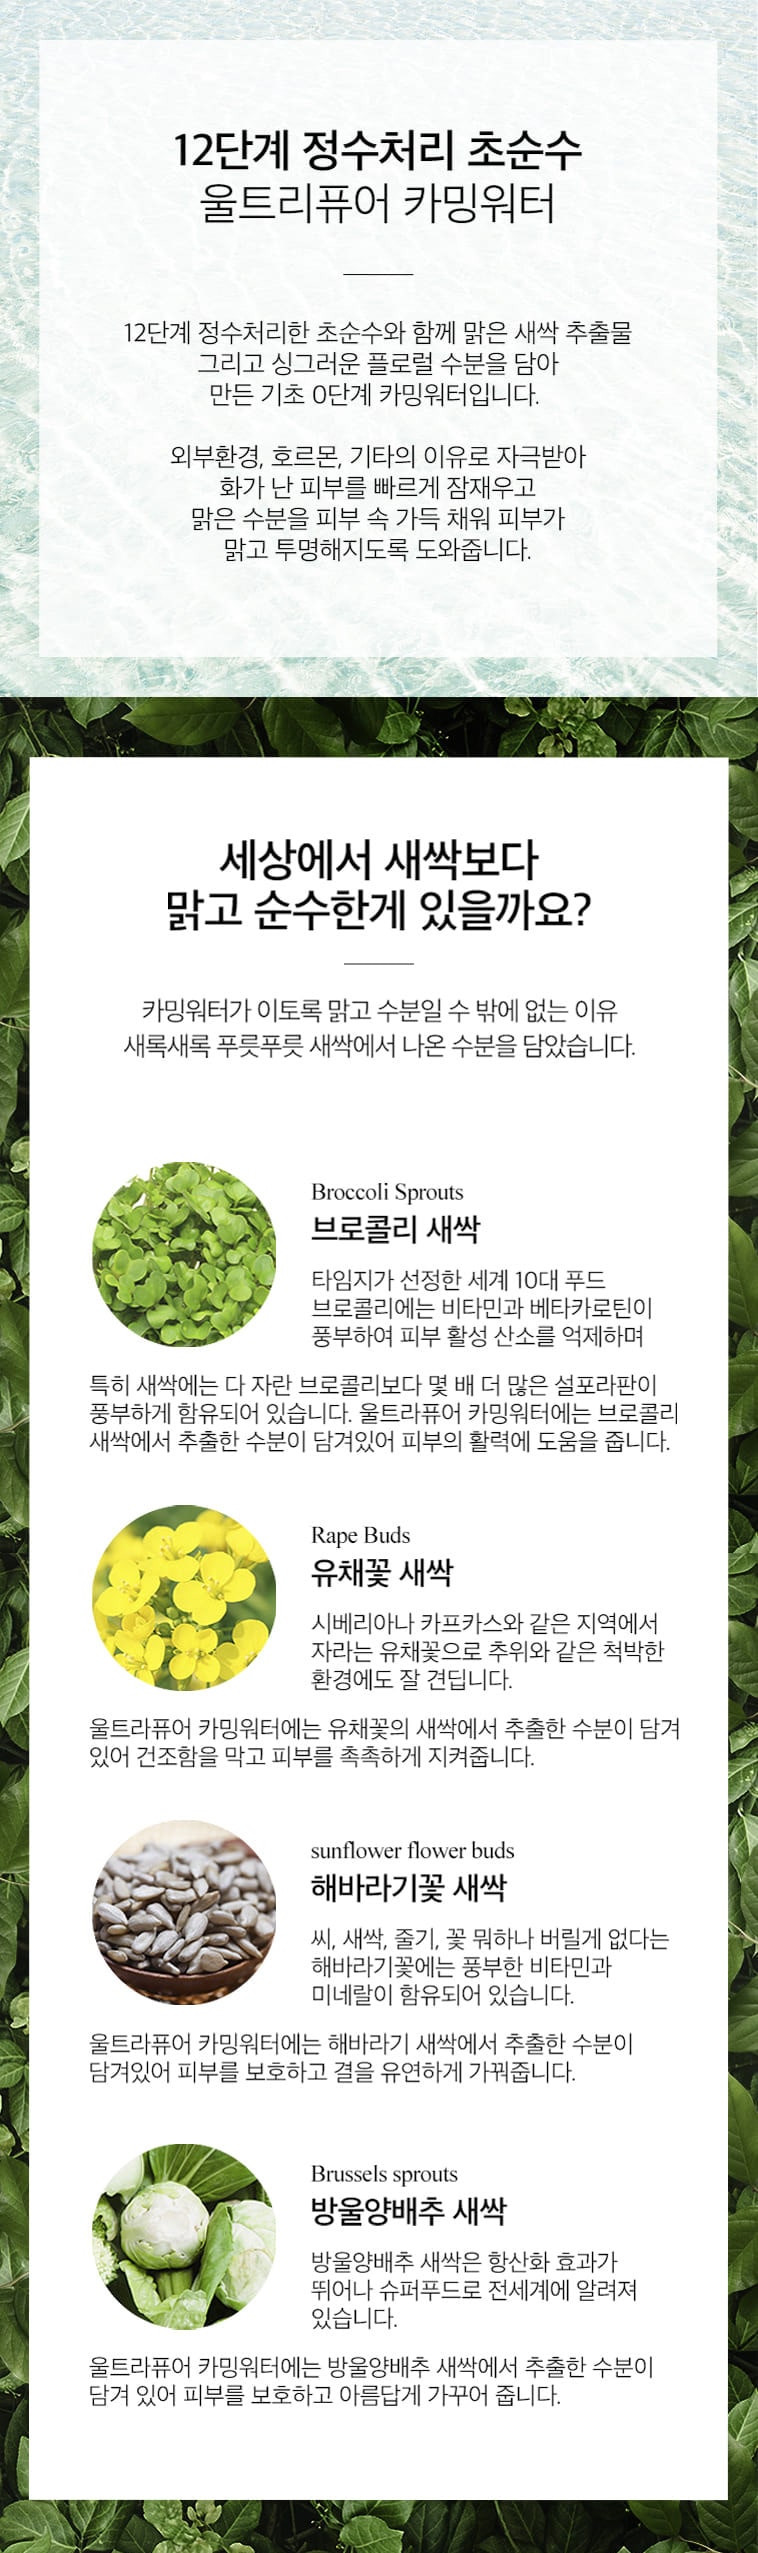 12단계 정수처리 초순수
울트리퓨어 카밍워터
12단계 정수처리한 초순수와 함께 맑은 새싹 추출물
그리고 싱그러운 플로럴 수분을 담아
만든 기초 0단계 카밍워터입니다.
외부환경, 호르몬, 기타의 이유로 자극받아
화가 난 피부를 빠르게 잠재우고
맑은 수분을 피부 속 가득 채워 피부가
맑고 투명해지도록 도와줍니다.
세상에서 새싹보다
맑고 순수한게 있을까요?
카밍워터가 이토록 맑고 수분일 수 밖에 없는 이유
새록새록 푸릇푸릇 새싹에서 나온 수분을 담았습니다.
Broccoli Sprouts
브로콜리 새싹
타임지가 선정한 세계 10대 푸드
브로콜리에는 비타민과 베타카로틴이
풍부하여 피부 활성 산소를 억제하며
특히 새싹에는 다 자란 브로콜리보다 몇 배 더 많은 설포라판이
풍부하게 함유되어 있습니다. 울트라퓨어 카밍워터에는 브로콜리
새싹에서 추출한 수분이 담겨있어 피부의 활력에 도움을 줍니다.
Rape Buds
유채꽃 새싹
시베리아나 카프카스와 같은 지역에서
자라는 유채꽃으로 추위와 같은 척박한
환경에도 잘 견딥니다.
울트라퓨어 카밍워터에는 유채꽃의 새싹에서 추출한 수분이 담겨
있어 건조함을 막고 피부를 촉촉하게 지켜줍니다.
sunflower flower buds
해바라기꽃 새싹
씨, 새싹, 줄기, 꽃 뭐하나 버릴게 없다는
해바라기꽃에는 풍부한 비타민과
미네랄이 함유되어 있습니다.
울트라퓨어 카밍워터에는 해바라기 새싹에서 추출한 수분이
담겨있어 피부를 보호하고 결을 유연하게 가꿔줍니다.
Brussels sprouts
방울양배추 새싹
방울양배추 새싹은 항산화 효과가
뛰어나 슈퍼푸드로 전세계에 알려져
있습니다.
울트라퓨어 카밍워터에는 방울양배추 새싹에서 추출한 수분이
담겨 있어 피부를 보호하고 아름답게 가꾸어 줍니다.